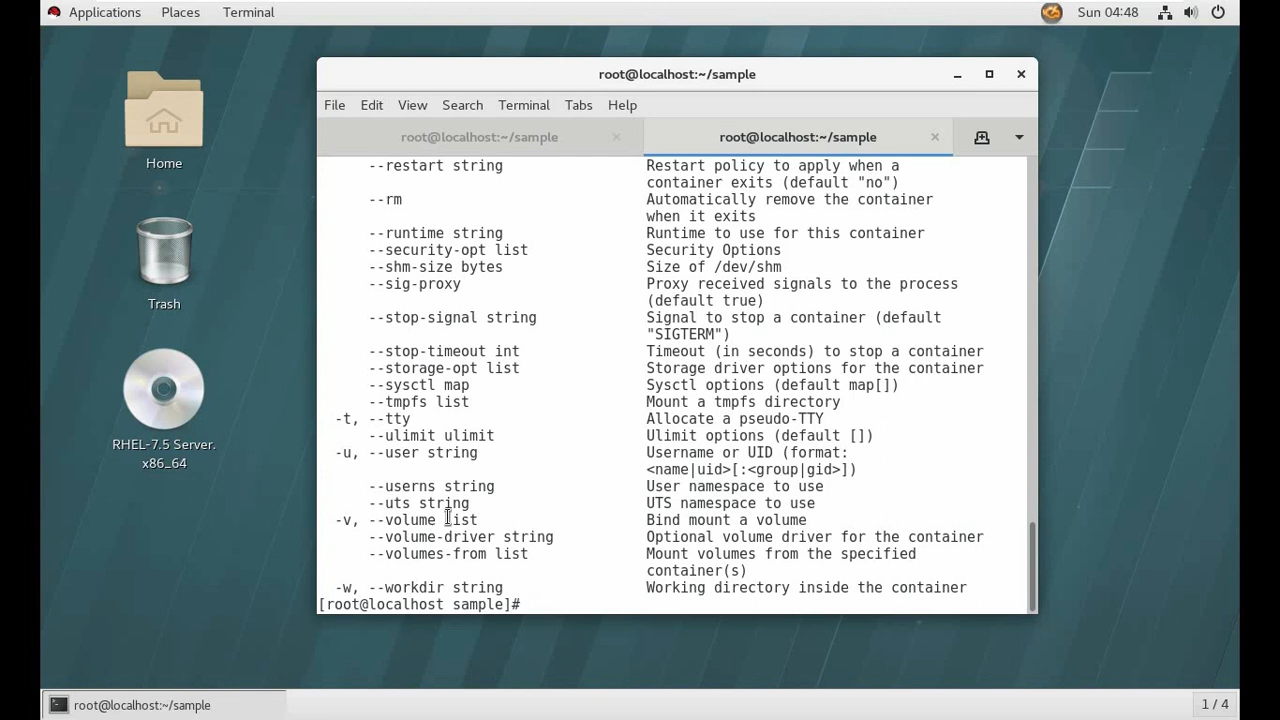 Applications Places Terminal Sun 04:48
root@localhost:~/sample
File Edit View Search Terminal Tabs Help
root@localhost:~/sample root@localhost:~/sample
--restart string Restart policy to apply when a
container exits (default "no")
--rm Automatically remove the container
when it exits
--runtime string Runtime to use for this container
--security-opt list Security Options
--shm-size bytes Size of /dev/shm
--sig-proxy Proxy received signals to the process
(default true)
--stop-signal string Signal to stop a container (default
"SIGTERM")
--stop-timeout int Timeout (in seconds) to stop a container
--storage-opt list Storage driver options for the container
--sysctl map Sysctl options (default map[])
--tmpfs list Mount a tmpfs directory
-t, --tty Allocate a pseudo-TTY
--ulimit ulimit Ulimit options (default [])
-u, --user string Username or UID (format:
<name|uid>[:<group|gid>])
--userns string User namespace to use
--uts string UTS namespace to use
-v, --volume list Bind mount a volume
--volume-driver string Optional volume driver for the container
--volumes-from list Mount volumes from the specified
container(s)
-w, --workdir string Working directory inside the container
[root@localhost sample]#
Home
Trash
RHEL-7.5 Server.
x86_64
root@localhost:~/sample 1 / 4